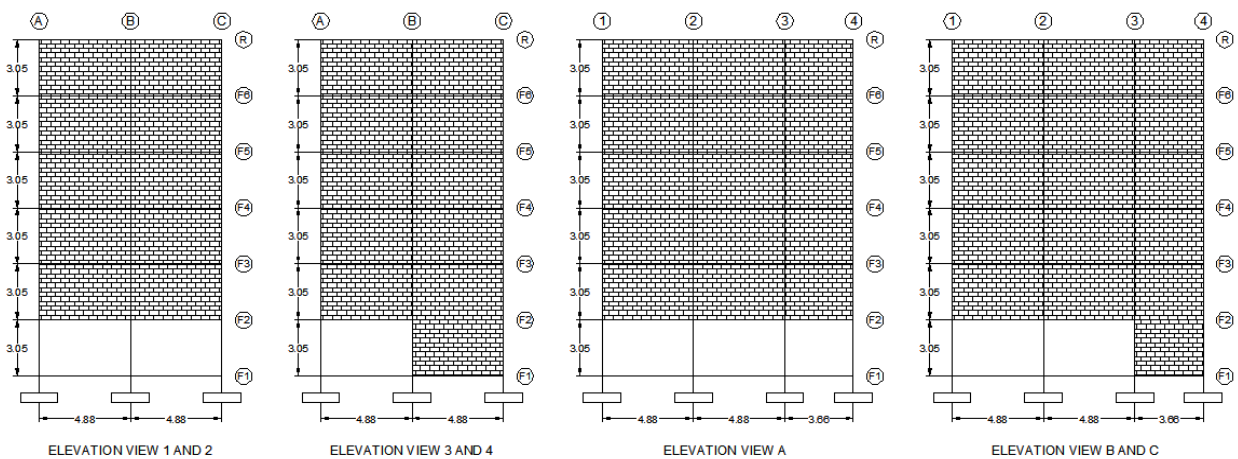 A B C A B C 1 2 3 4 1 2 3 4
R R R R
3.05 3.05 3.05 3.05
F6 F6 F6 F6
3.05 3.05 3.05 3.05
F5 F5 F5 F5
3.05 3.05 3.05 3.05
F4 F4 F4 F4
3.05 3.05 3.05 3.05
F3 F3 F3 F3
3.05 3.05 3.05 3.05
F2 F2 F2 F2
3.05 3.05 3.05 3.05
F1 F1 F1 F1
4.88 4.88 4.88 4.88 4.88 4.88 3.66 4.88 4.88 3.66
ELEVATION VIEW 1 AND 2 ELEVATION VIEW 3 AND 4 ELEVATION VIEW A ELEVATION VIEW B AND C